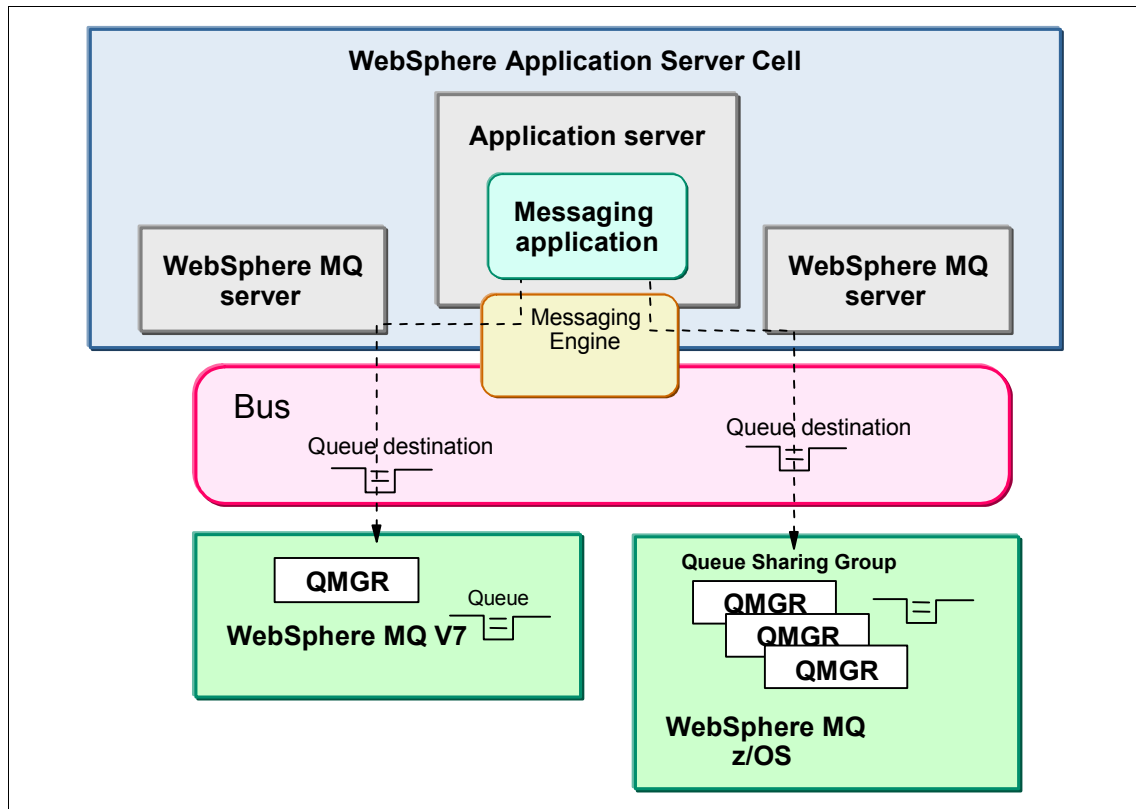 WebSphere Application Server Cell
Application server
Messaging
application
WebSphere MQ
server
WebSphere MQ
server
Messaging
Engine
Bus
Queue destination
Queue destination
QMGR
Queue
WebSphere MQ V7
Queue Sharing Group
QMGR
QMGR
QMGR
WebSphere MQ
z/OS